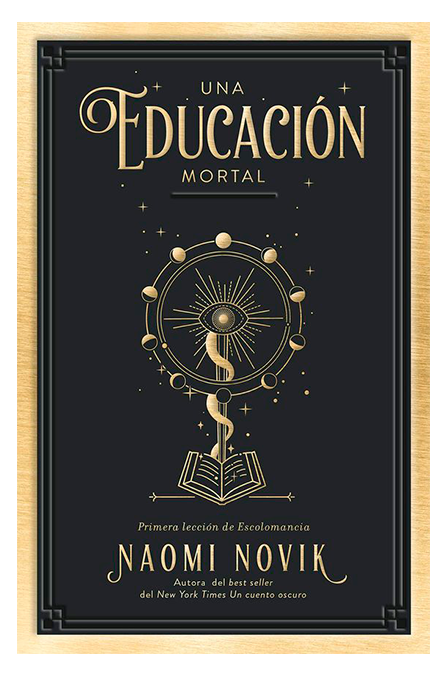 UNA
EDUCACIÓN
MORTAL
Primera lección de Escolomancia
NAOMI NOVIK
Autora del best seller
del New York Times Un cuento oscuro